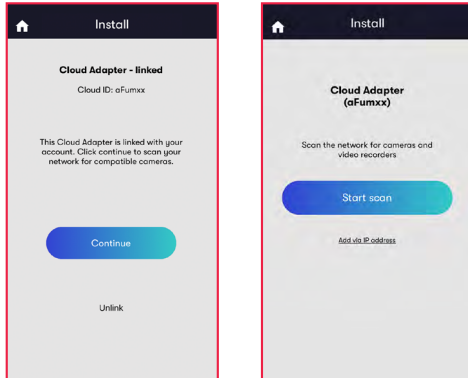 Install
Cloud Adapter - linked
Cloud ID: aFumxx
This Cloud Adapter is linked with your
account. Click continue to scan your
network for compatible cameras.
Continue
Unlink
Install
Cloud Adapter
(aFumxx)
Scan the network for cameras and
video recorders
Start scan
Add via IP address